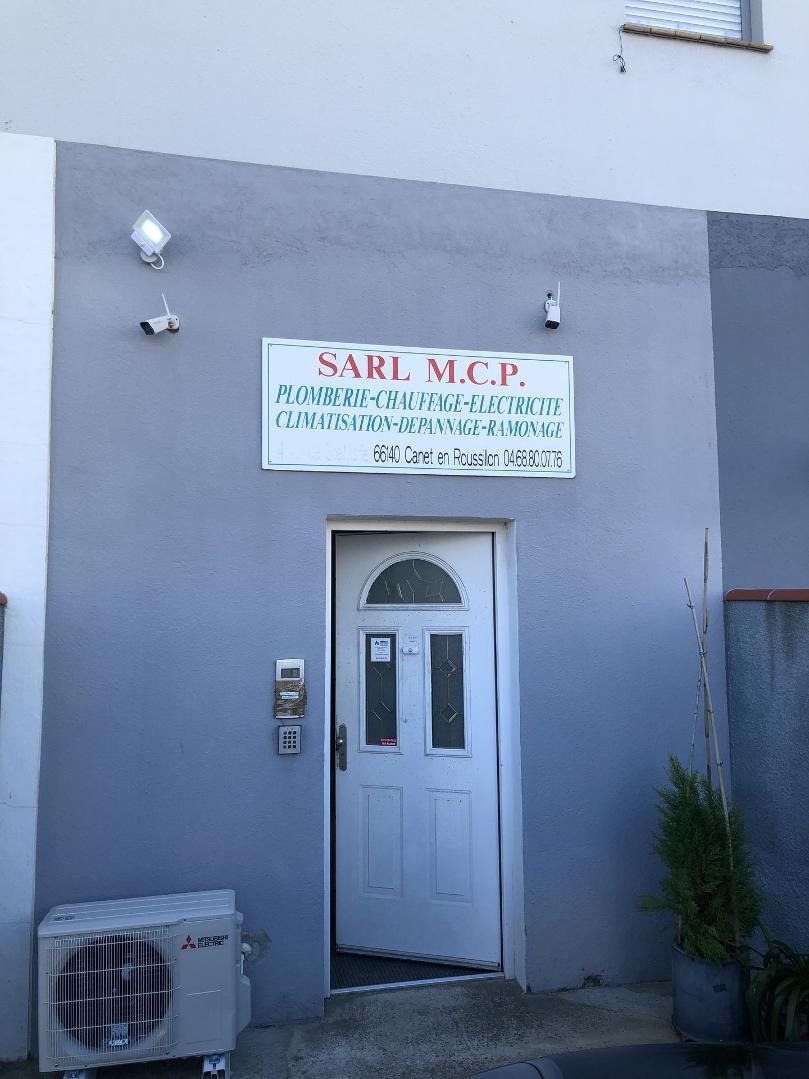 SARL M.C.P.
PLOMBERIE-CHAUFFAGE-ELECTRICITE
CLIMATISATION-DEPANNAGE-RAMONAGE
66140 Canet en Roussillon 04.68.80.07.76
MITSUBISHI
ELECTRIC